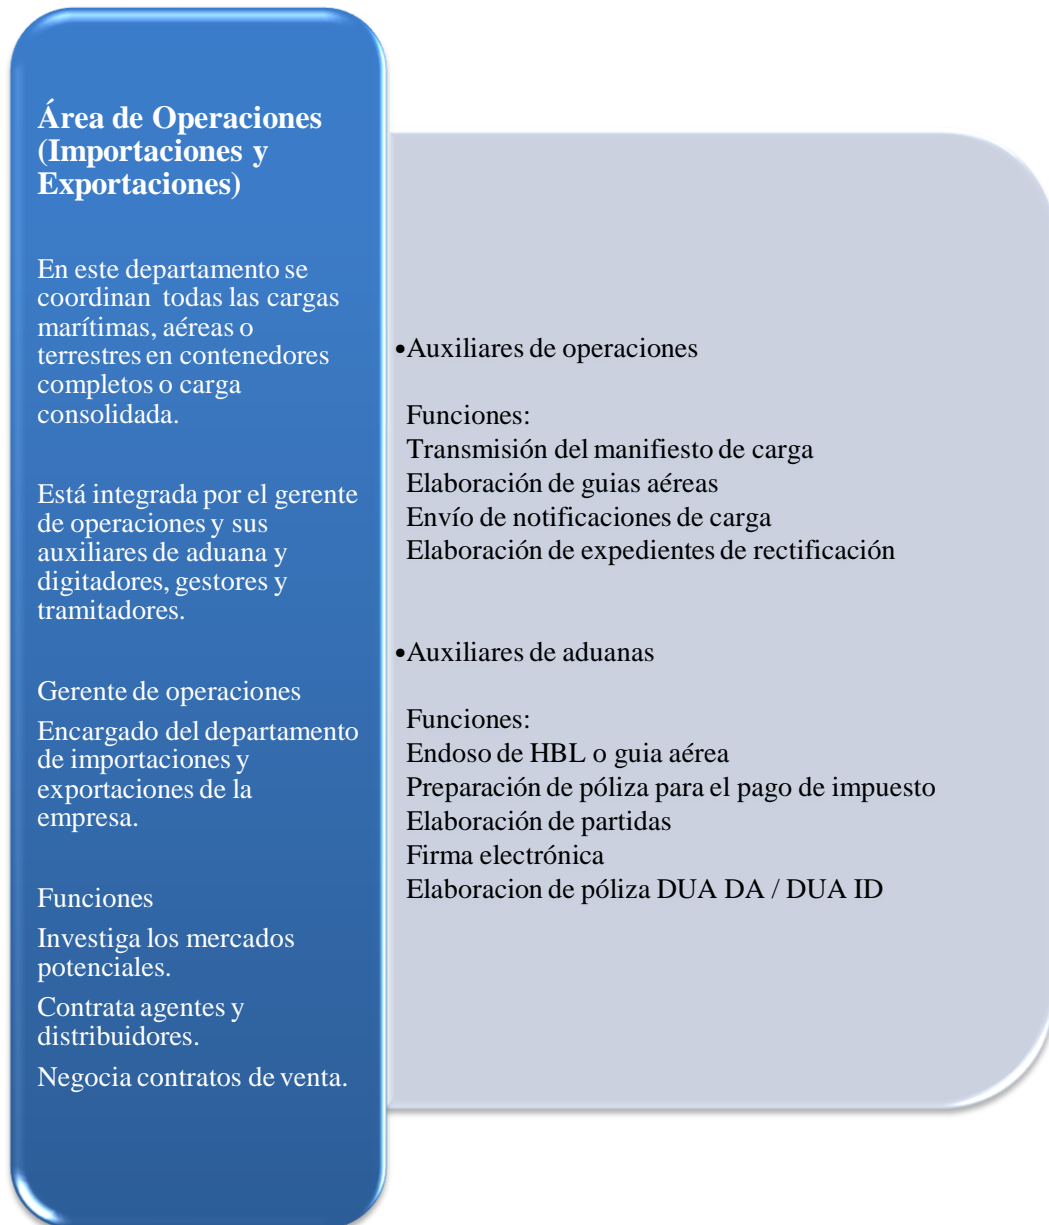 Área de Operaciones
(Importaciones y
Exportaciones)
En este departamento se
coordinan todas las cargas
marítimas, aéreas o
terrestres en contenedores
completos o carga
consolidada.
Está integrada por el gerente
de operaciones y sus
auxiliares de aduana y
digitadores, gestores y
tramitadores.
Gerente de operaciones
Encargado del departamento
de importaciones y
exportaciones de la
empresa.
Funciones
Investiga los mercados
potenciales.
Contrata agentes y
distribuidores.
Negocia contratos de venta.
•Auxiliares de operaciones
Funciones:
Transmisión del manifiesto de carga
Elaboración de guias aéreas
Envío de notificaciones de carga
Elaboración de expedientes de rectificación
•Auxiliares de aduanas
Funciones:
Endoso de HBL o guia aérea
Preparación de póliza para el pago de impuesto
Elaboración de partidas
Firma electrónica
Elaboracion de póliza DUA DA / DUA ID